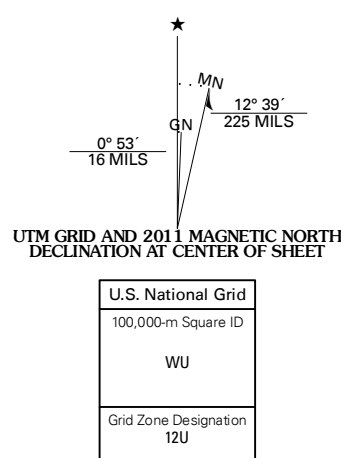 ★
MN
GN
12° 39´
225 MILS
0° 53´
16 MILS
UTM GRID AND 2011 MAGNETIC NORTH
DECLINATION AT CENTER OF SHEET
U.S. National Grid
100,000-m Square ID
WU
Grid Zone Designation
12U